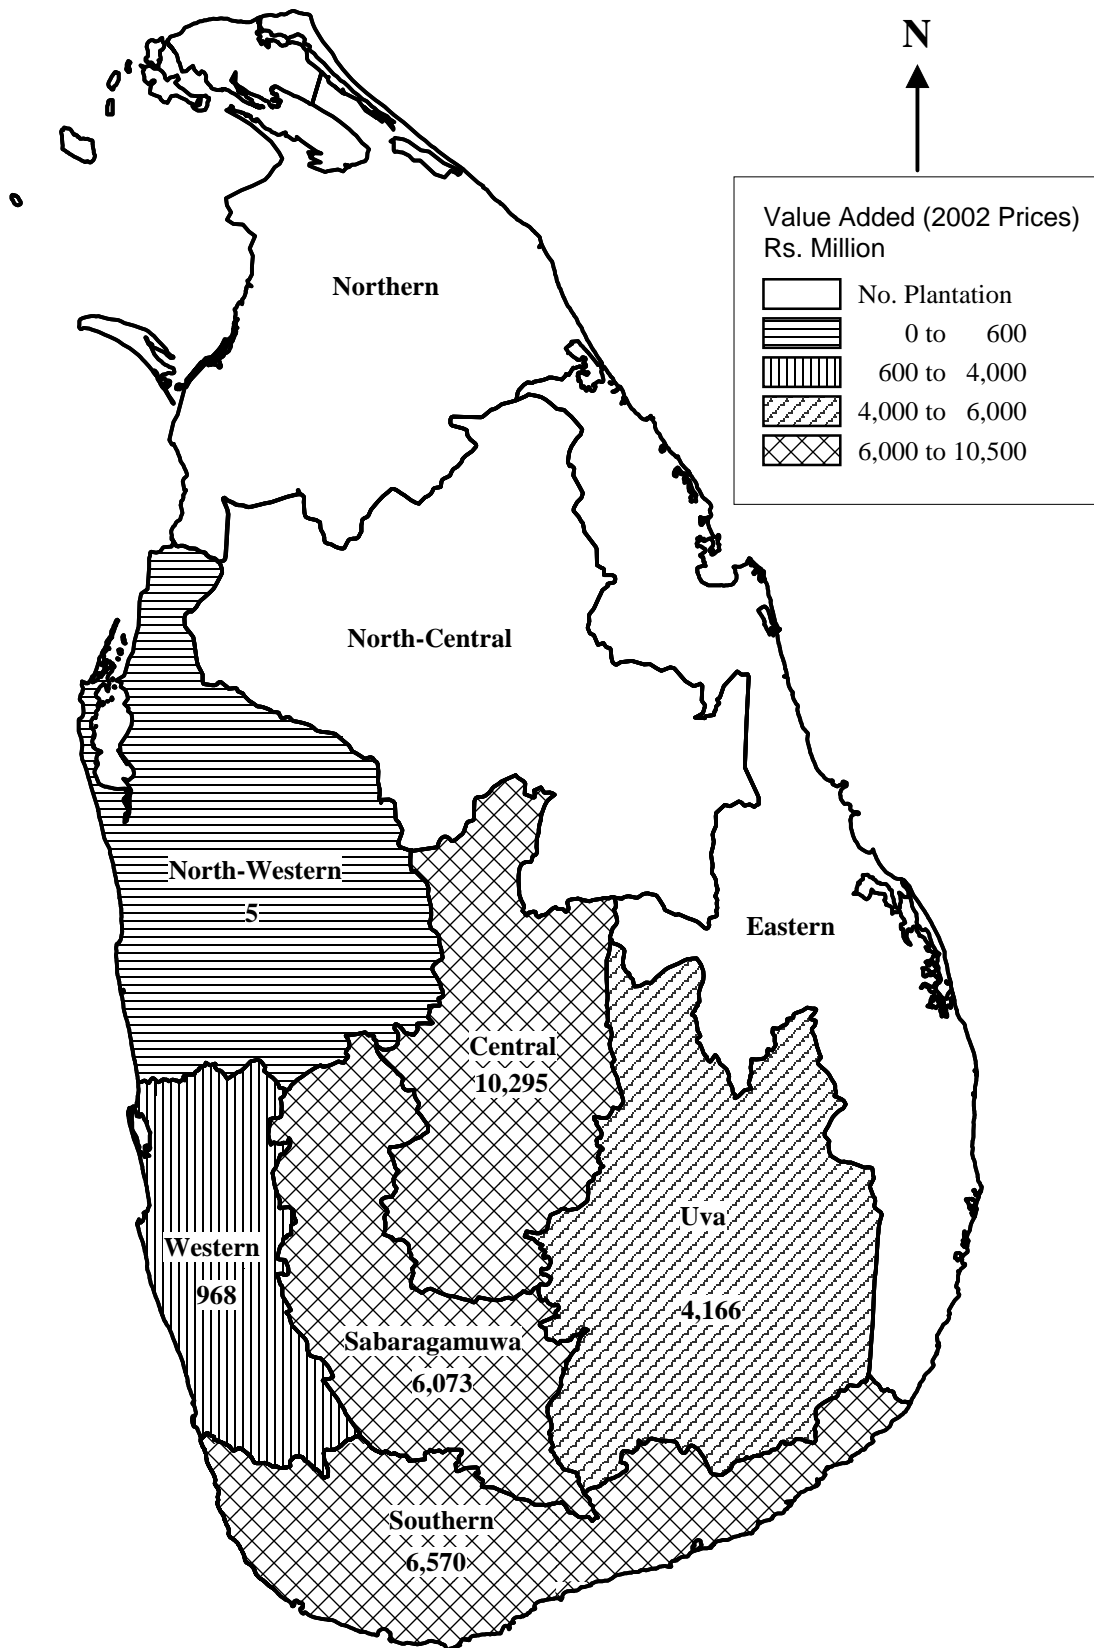 N
Value Added (2002 Prices)
Rs. Million
No. Plantation
0 to 600
600 to 4,000
4,000 to 6,000
6,000 to 10,500
Northern
North-Central
North-Western
5
Eastern
Central
10,295
Uva
4,166
Western
968
Sabaragamuwa
6,073
Southern
6,570